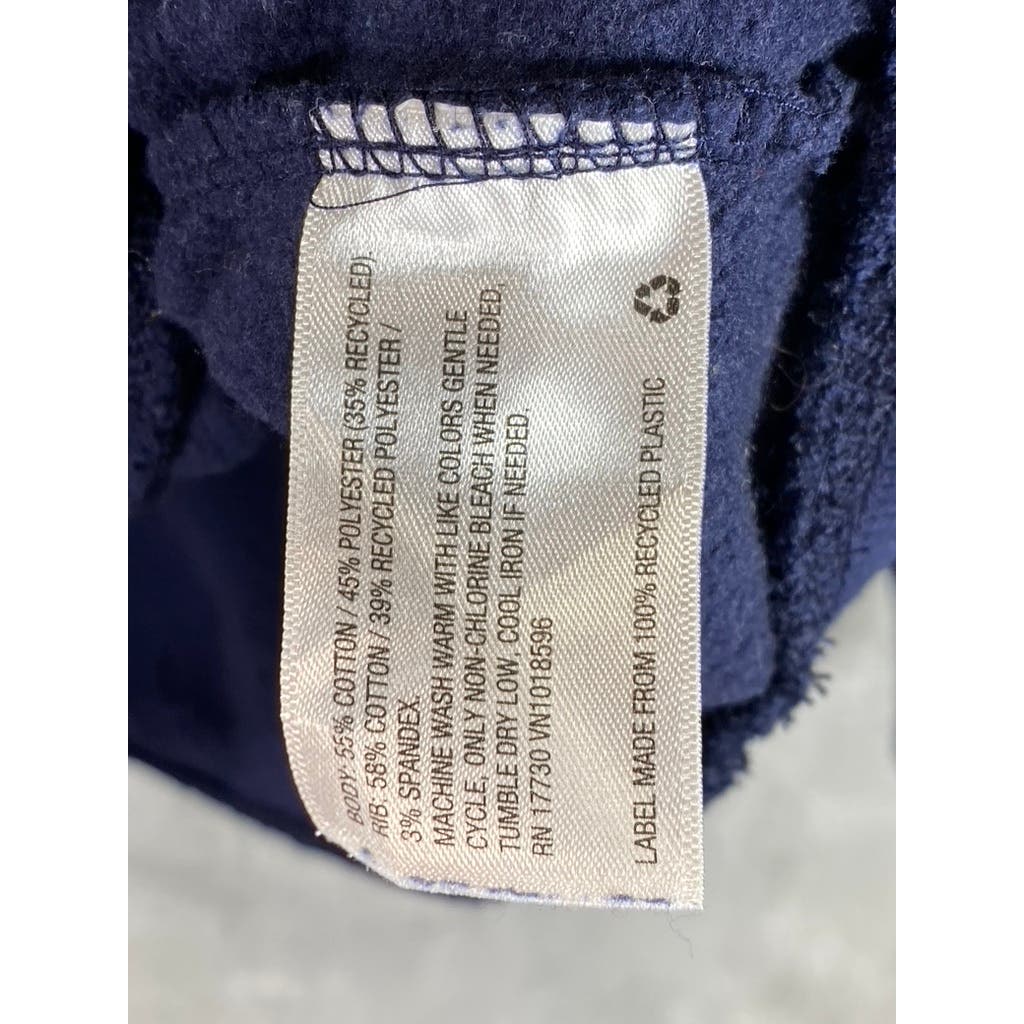 BODY: 55% COTTON / 45% POLYESTER (35% RECYCLED)
RIB: 58% COTTON / 39% RECYCLED POLYESTER /
3% SPANDEX.
MACHINE WASH WARM WITH LIKE COLORS GENTLE
CYCLE, ONLY NON-CHLORINE BLEACH WHEN NEEDED,
TUMBLE DRY LOW, COOL IRON IF NEEDED.
RN 17730 VN1018596
LABEL MADE FROM 100% RECYCLED PLASTIC